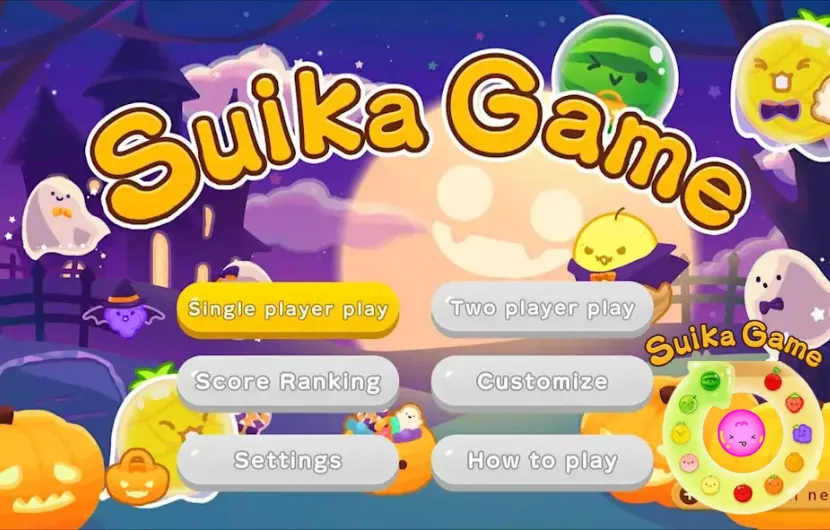 Suika Game
Single player play
Two player play
Suika Game
Score Ranking
Customize
Settings
How to play